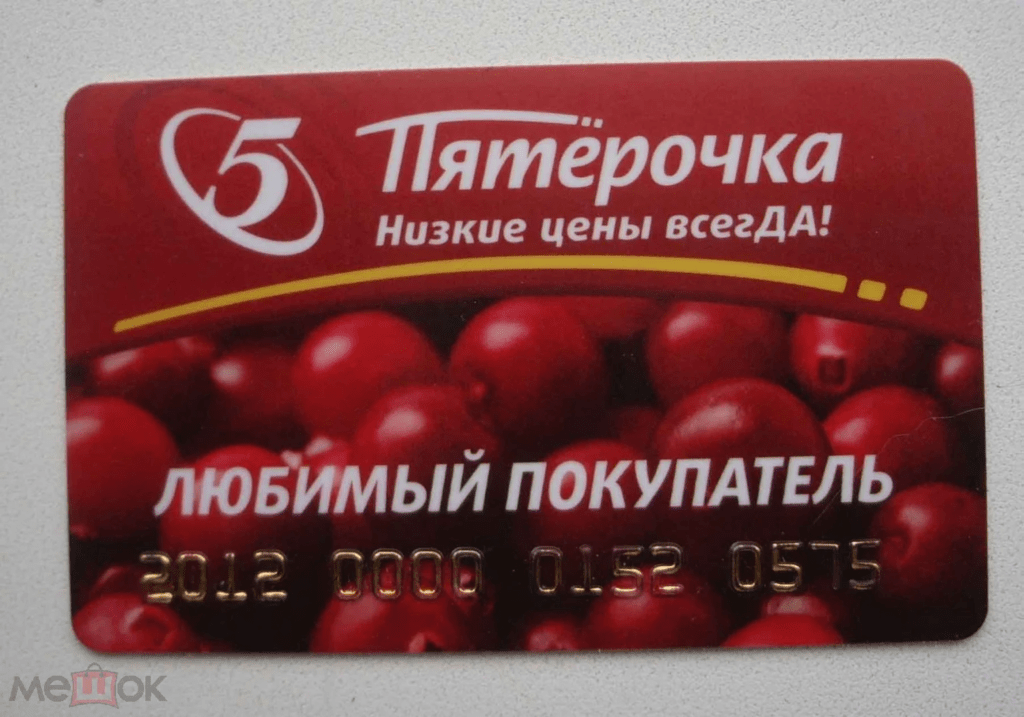 5 Пятёрочка
Низкие цены всегДА!
ЛЮБИМЫЙ ПОКУПАТЕЛЬ
2012 0000 0152 0575
мешок